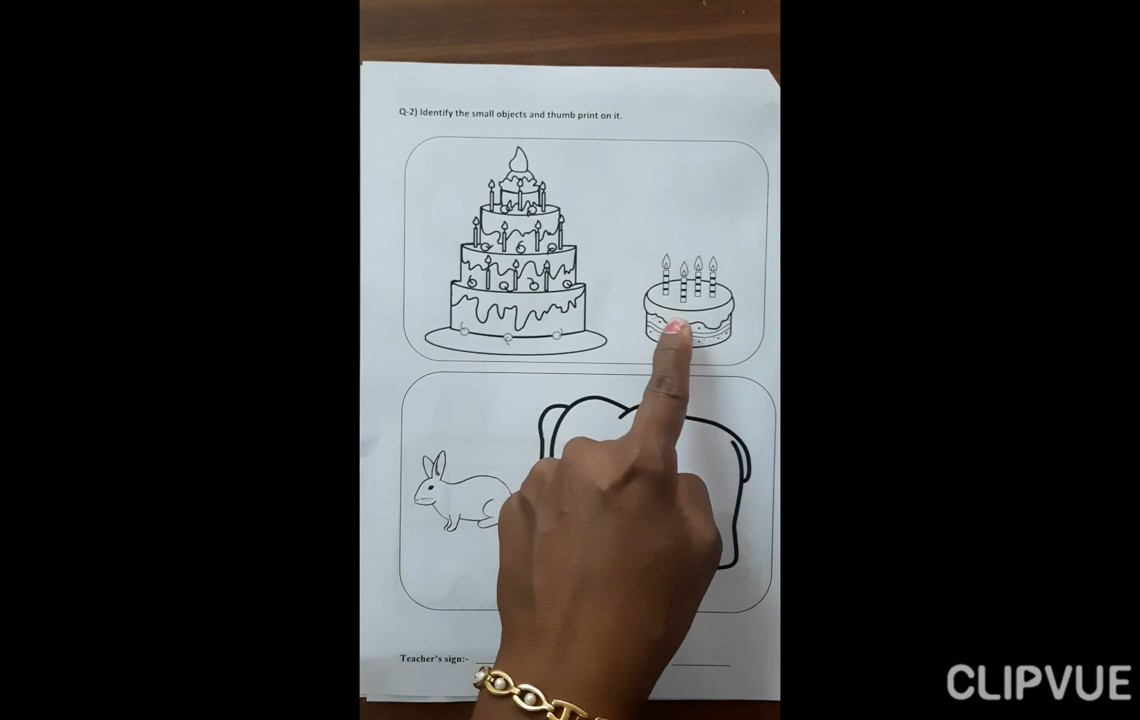 Q-2) Identify the small objects and thumb print on it.
Teacher's sign:-
CLIPVUE